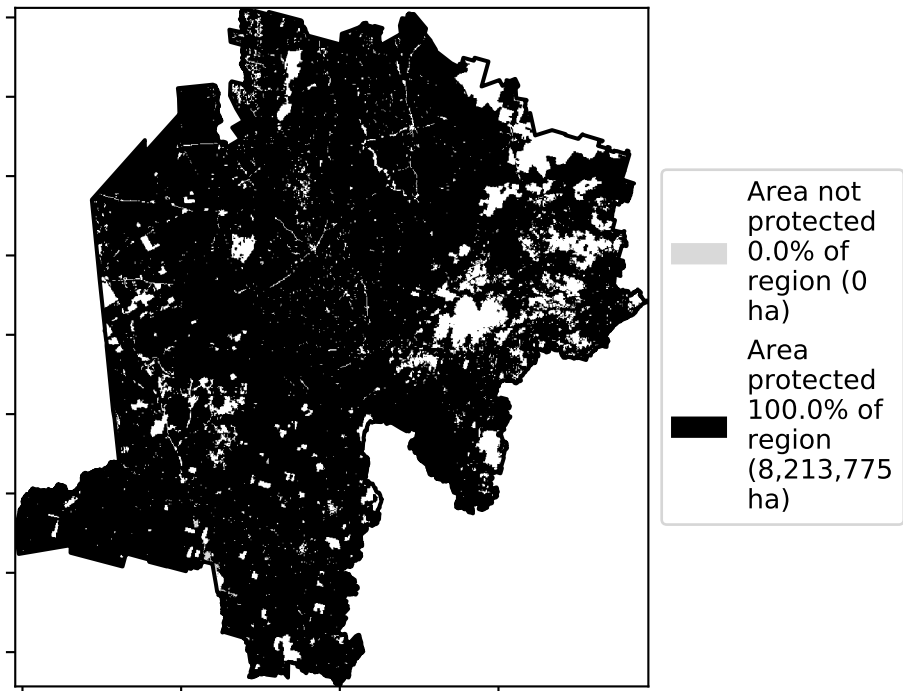 Area not
protected
0.0% of
region (0
ha)
Area
protected
100.0% of
region
(8,213,775
ha)